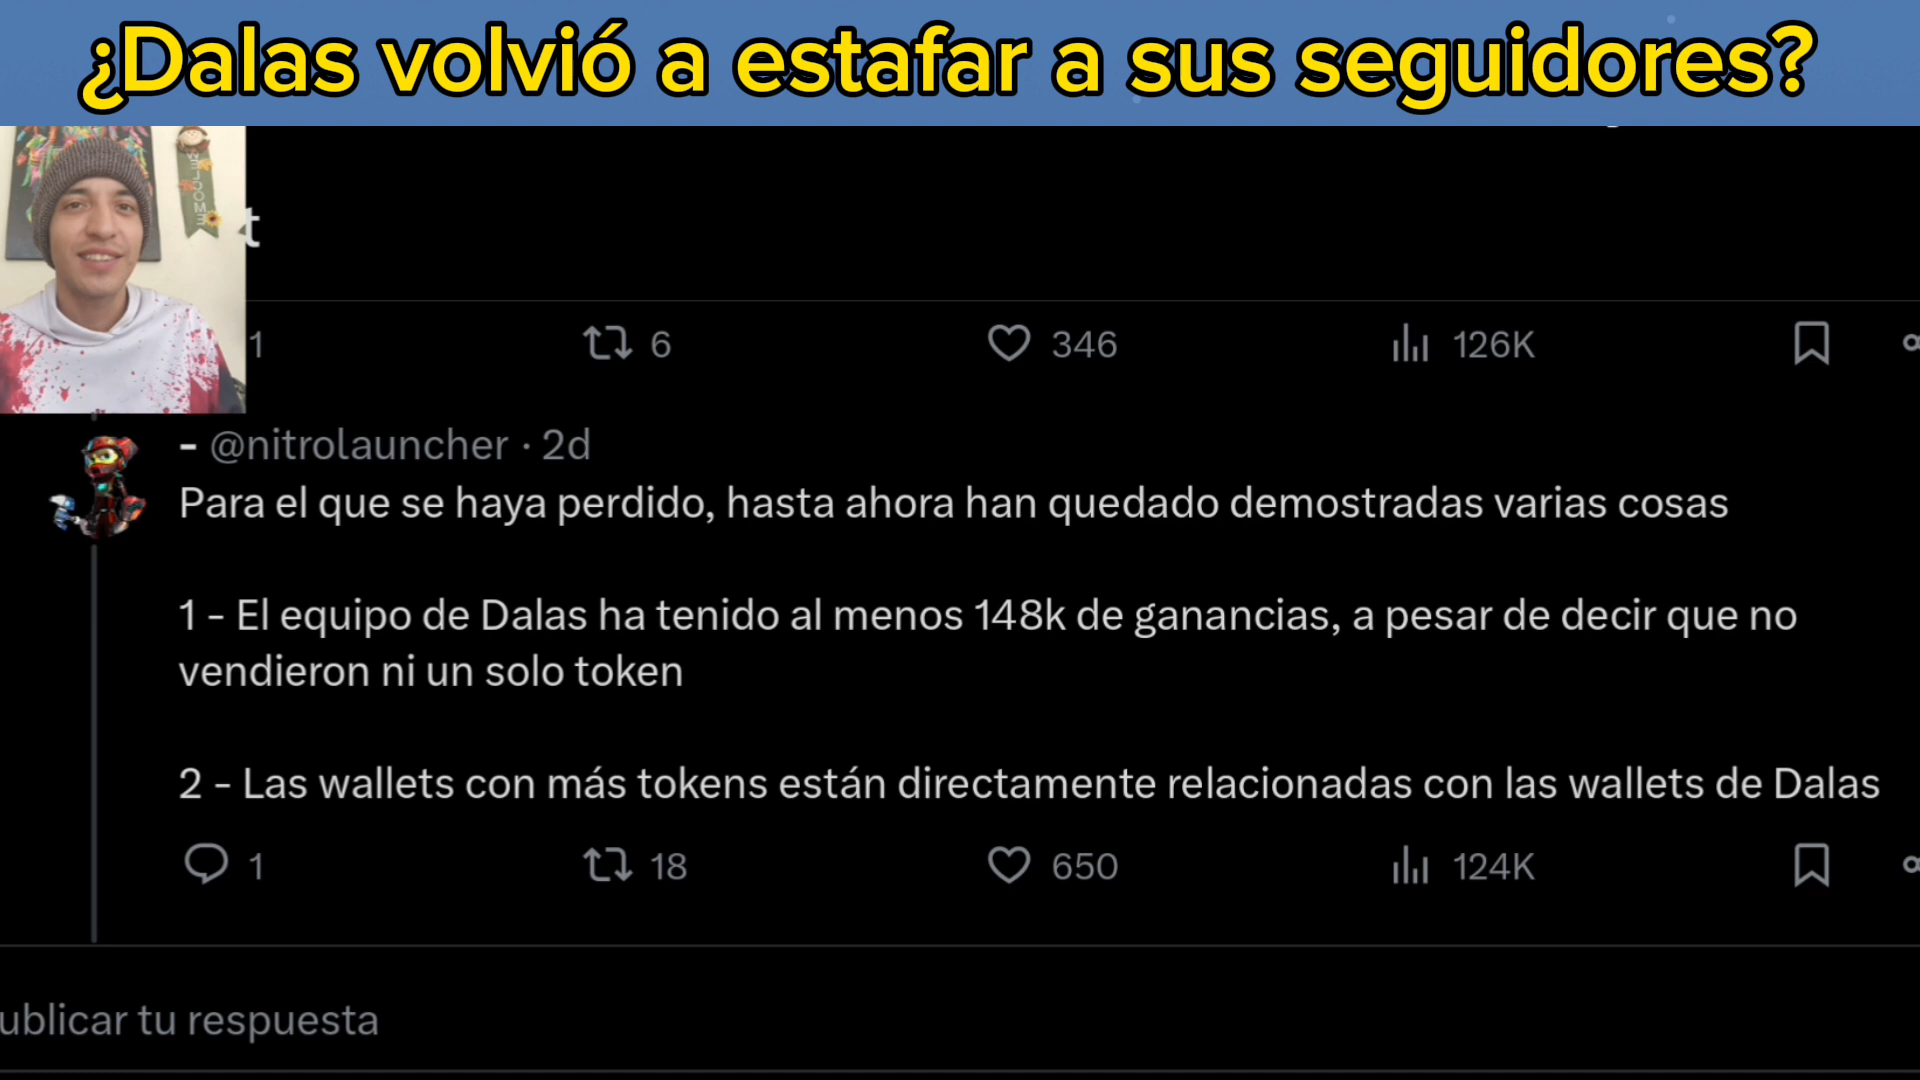 ¿Dalas volvió a estafar a sus seguidores?
WELCOME
t
1 6 346 126K
- @nitrolauncher · 2d
Para el que se haya perdido, hasta ahora han quedado demostradas varias cosas
1 - El equipo de Dalas ha tenido al menos 148k de ganancias, a pesar de decir que no
vendieron ni un solo token
2 - Las wallets con más tokens están directamente relacionadas con las wallets de Dalas
1 18 650 124K
ublicar tu respuesta